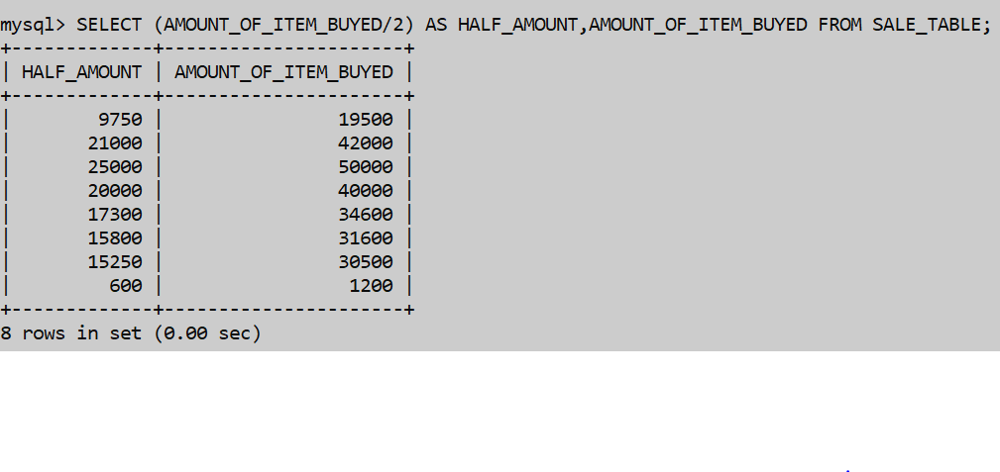 mysql> SELECT (AMOUNT_OF_ITEM_BUYED/2) AS HALF_AMOUNT,AMOUNT_OF_ITEM_BUYED FROM SALE_TABLE;
+-------------+----------------------+
| HALF_AMOUNT | AMOUNT_OF_ITEM_BUYED |
+-------------+----------------------+
|        9750 |                19500 |
|       21000 |                42000 |
|       25000 |                50000 |
|       20000 |                40000 |
|       17300 |                34600 |
|       15800 |                31600 |
|       15250 |                30500 |
|         600 |                 1200 |
+-------------+----------------------+
8 rows in set (0.00 sec)